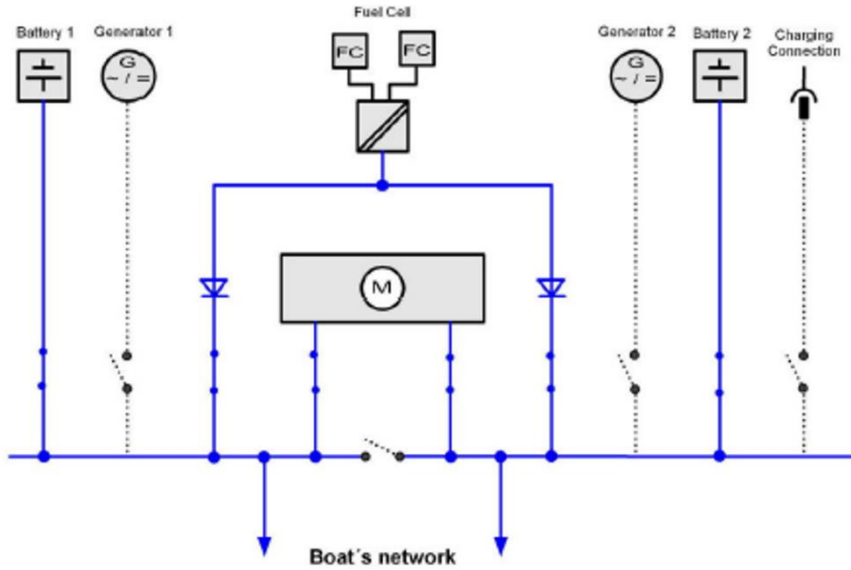 Fuel Cell
Battery 1
Generator 1
Generator 2
Battery 2
Charging
Connection
FC
FC
G
~ / =
G
~ / =
M
Boat´s network